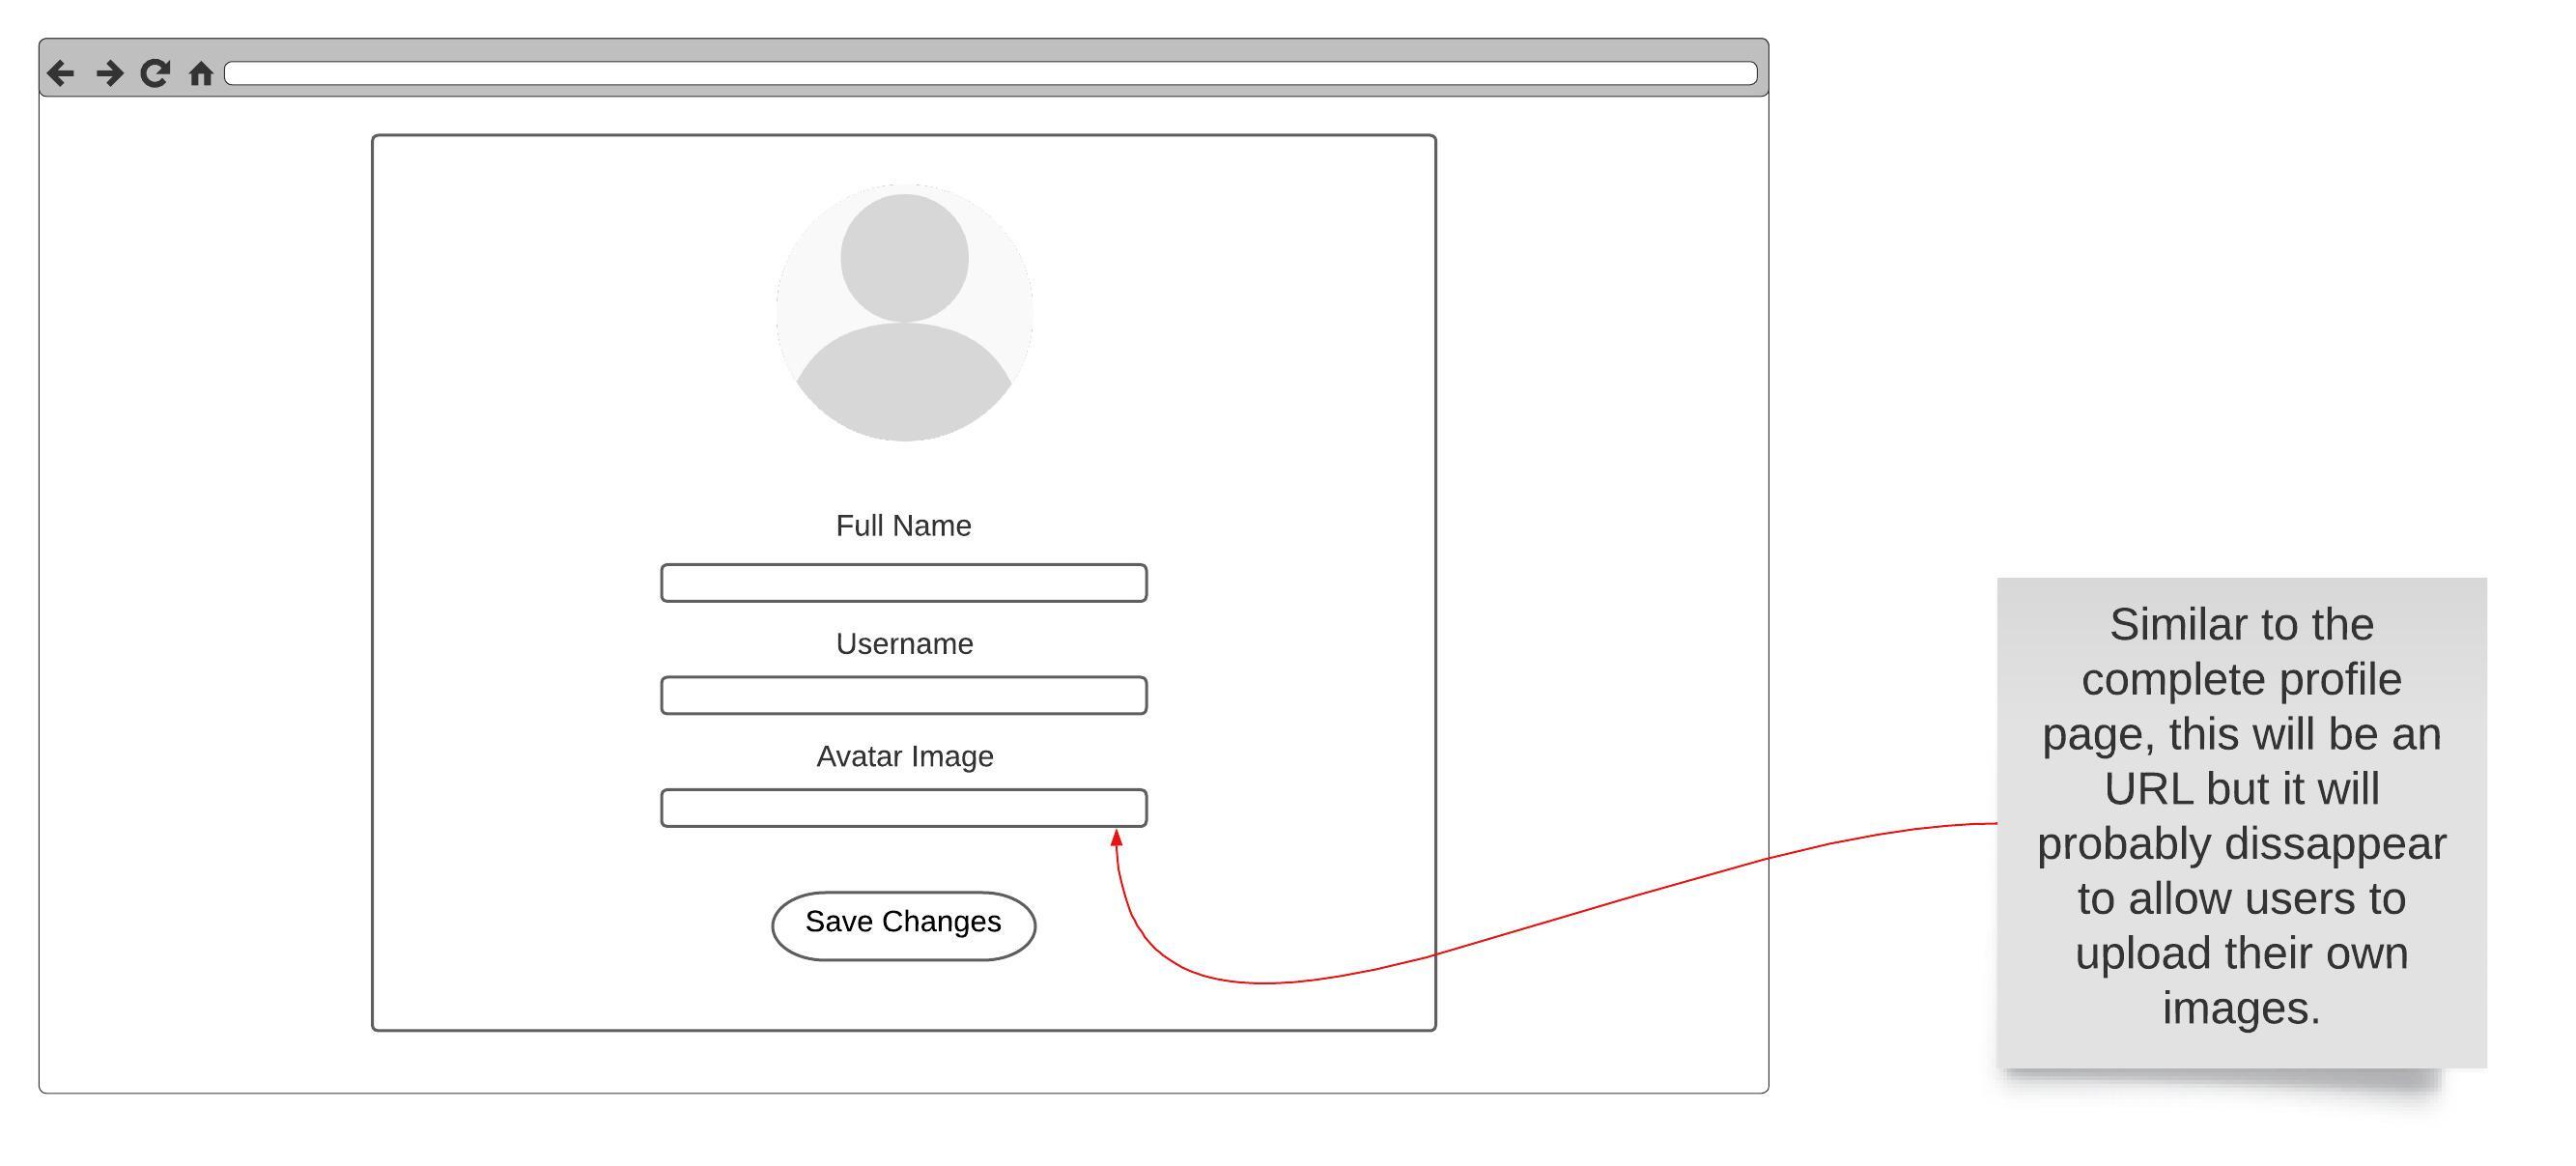 Full Name
Username
Avatar Image
Save Changes
Similar to the
complete profile
page, this will be an
URL but it will
probably dissappear
to allow users to
upload their own
images.